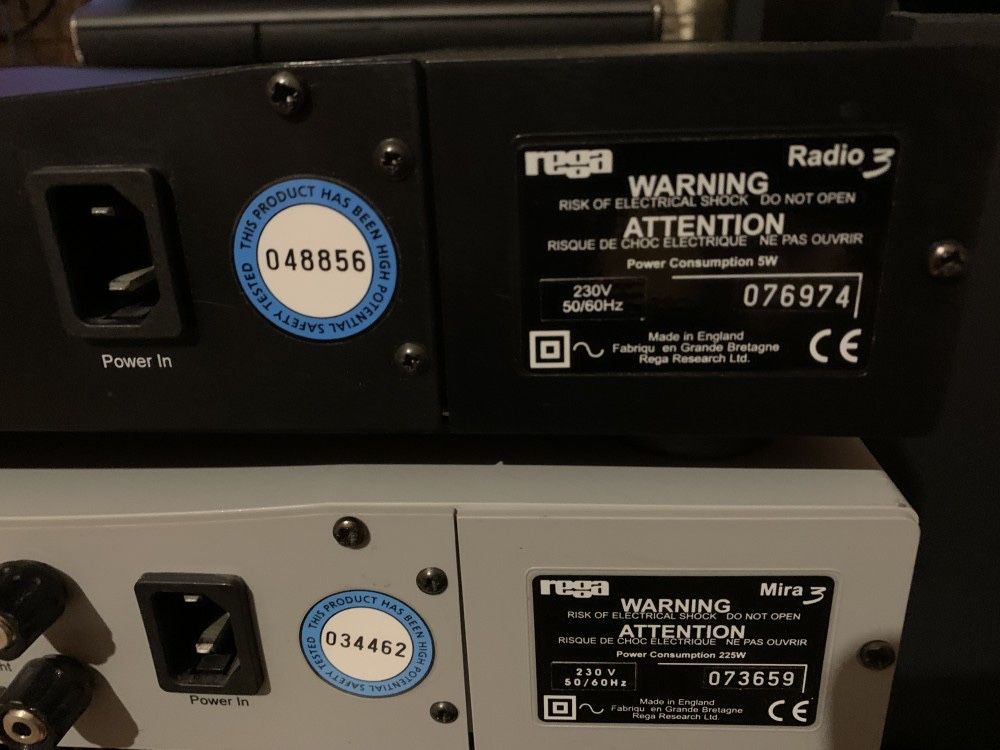 Power In
THIS PRODUCT HAS BEEN HIGH POTENTIAL SAFETY TESTED
048856
rega Radio 3
WARNING
RISK OF ELECTRICAL SHOCK DO NOT OPEN
ATTENTION
RISQUE DE CHOC ELECTRIQUE NE PAS OUVRIR
Power Consumption 5W
230V
50/60Hz
076974
Made in England
Fabriqu en Grande Bretagne
Rega Research Ltd.
CE
Power In
THIS PRODUCT HAS BEEN HIGH POTENTIAL SAFETY TESTED
034462
rega Mira 3
WARNING
RISK OF ELECTRICAL SHOCK DO NOT OPEN
ATTENTION
RISQUE DE CHOC ELECTRIQUE NE PAS OUVRIR
Power Consumption 225W
230 V
50/60Hz
073659
Made in England
Fabriqu en Grande Bretagne
Rega Research Ltd.
CE